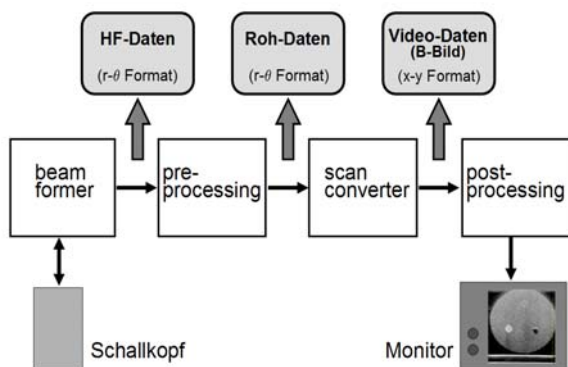 HF-Daten
(r-θ Format)
Roh-Daten
(r-θ Format)
Video-Daten
(B-Bild)
(x-y Format)
beam
former
pre-
processing
scan
converter
post-
processing
Schallkopf
Monitor